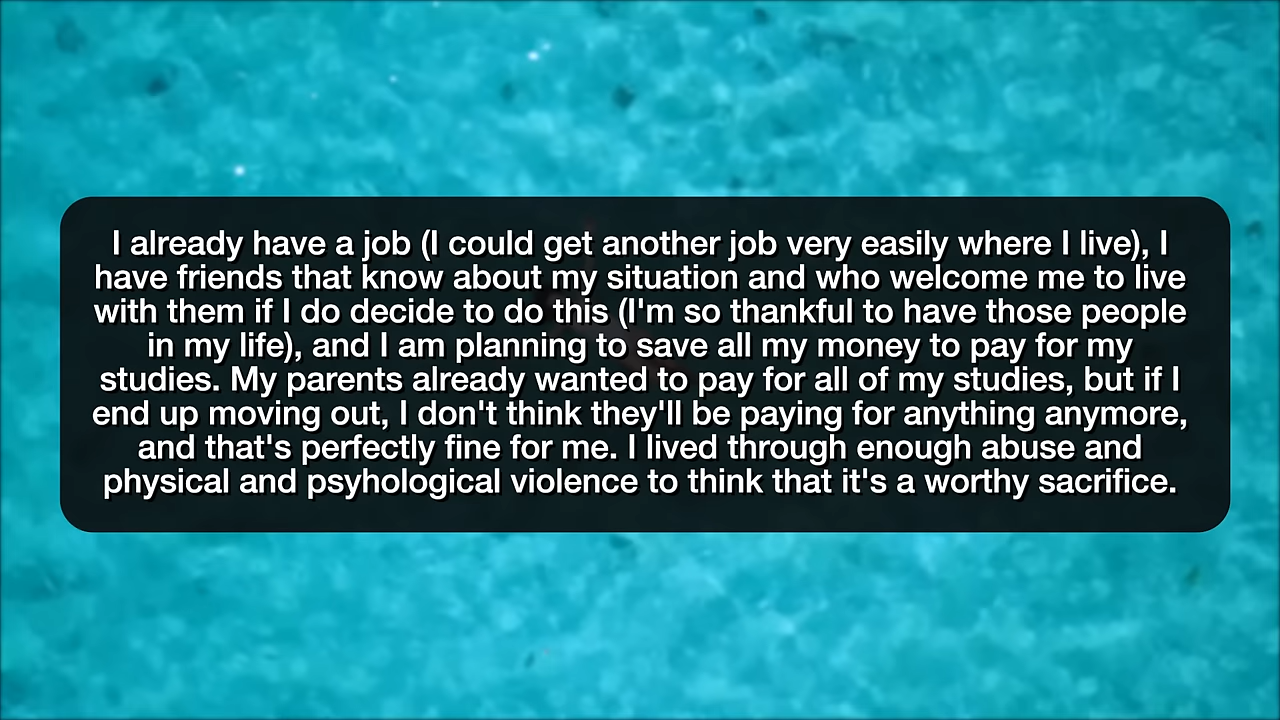 I already have a job (I could get another job very easily where I live), I
have friends that know about my situation and who welcome me to live
with them if I do decide to do this (I'm so thankful to have those people
in my life), and I am planning to save all my money to pay for my
studies. My parents already wanted to pay for all of my studies, but if I
end up moving out, I don't think they'll be paying for anything anymore,
and that's perfectly fine for me. I lived through enough abuse and
physical and psyhological violence to think that it's a worthy sacrifice.